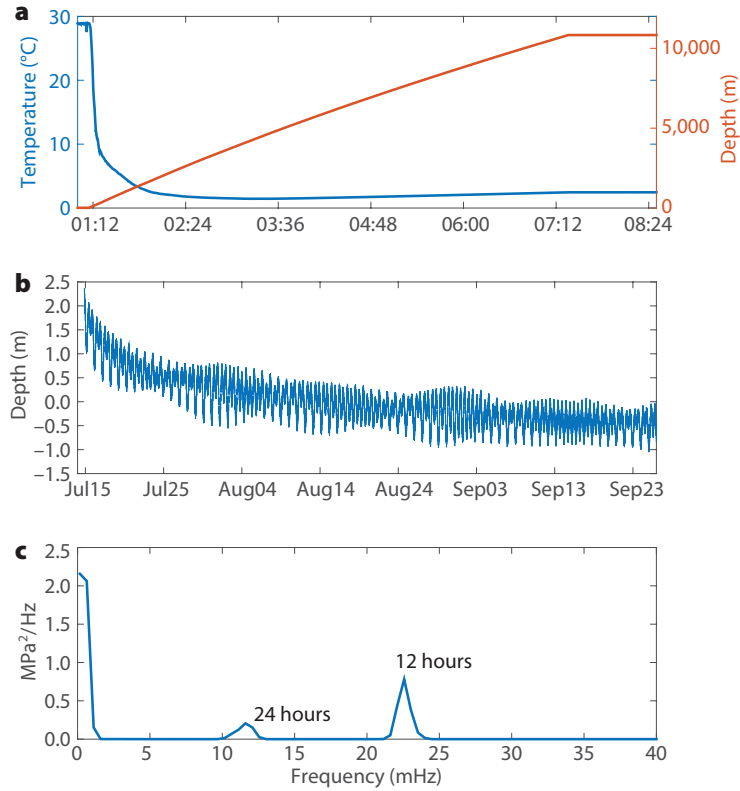 a
30
20
10
0
Temperature (°C)
10,000
5,000
0
Depth (m)
01:12 02:24 03:36 04:48 06:00 07:12 08:24
b
2.5
2.0
1.5
1.0
0.5
0.0
−0.5
−1.0
−1.5
Depth (m)
Jul15 Jul25 Aug04 Aug14 Aug24 Sep03 Sep13 Sep23
c
2.5
2.0
1.5
1.0
0.5
0.0
MPa²/Hz
12 hours
24 hours
0 5 10 15 20 25 30 35 40
Frequency (mHz)